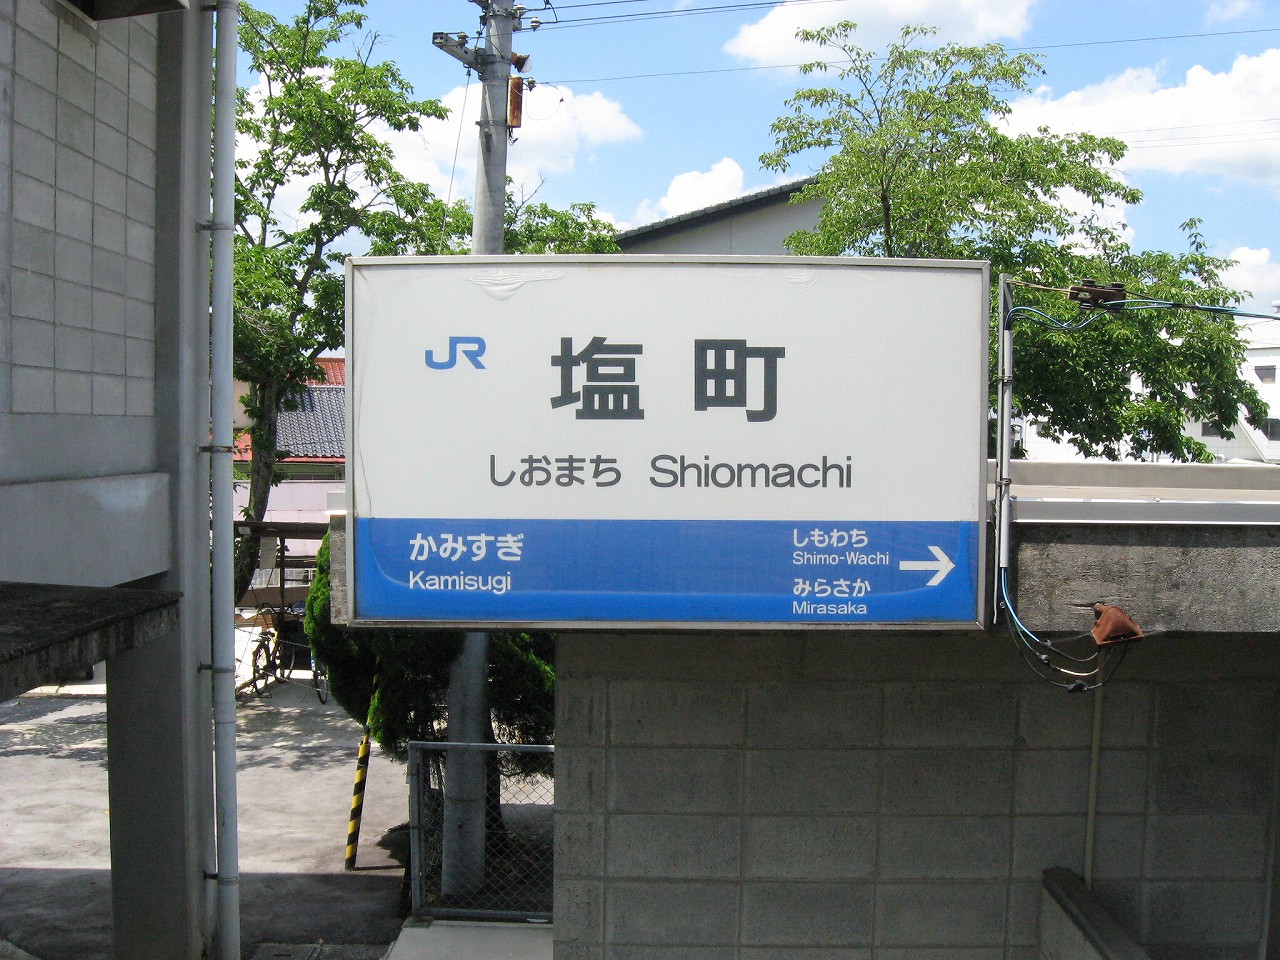 JR 塩町
しおまち Shiomachi
かみすぎ
Kamisugi
しもわち
Shimo-Wachi
みらさか
Mirasaka